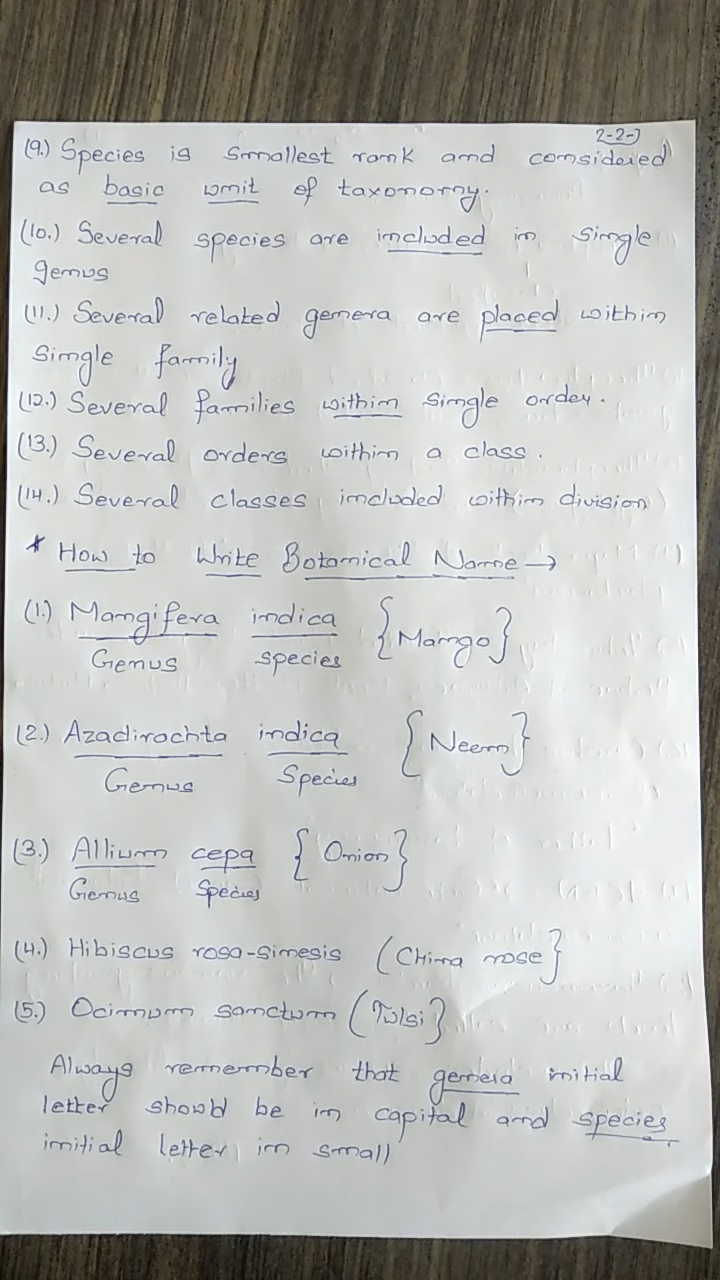 2-2-
(9.) Species is smallest rank and considered
as basic unit of taxonomy.
(10.) Several species are included in single
genus
(11.) Several related genera are placed within
single family
(12.) Several families within single order.
(13.) Several orders within a class.
(14.) Several classes included within division
* How to Write Botanical Name →
(1.) Mangifera indica {Mango}
Genus species
(2.) Azadirachta indica {Neem}
Genus Species
(3.) Allium cepa {Onion}
Genus Species
(4.) Hibiscus rosa-sinesis (China rose}
(5.) Ocimum sanctum (Tulsi}
Always remember that genera initial
letter should be in capital and species
initial letter in small